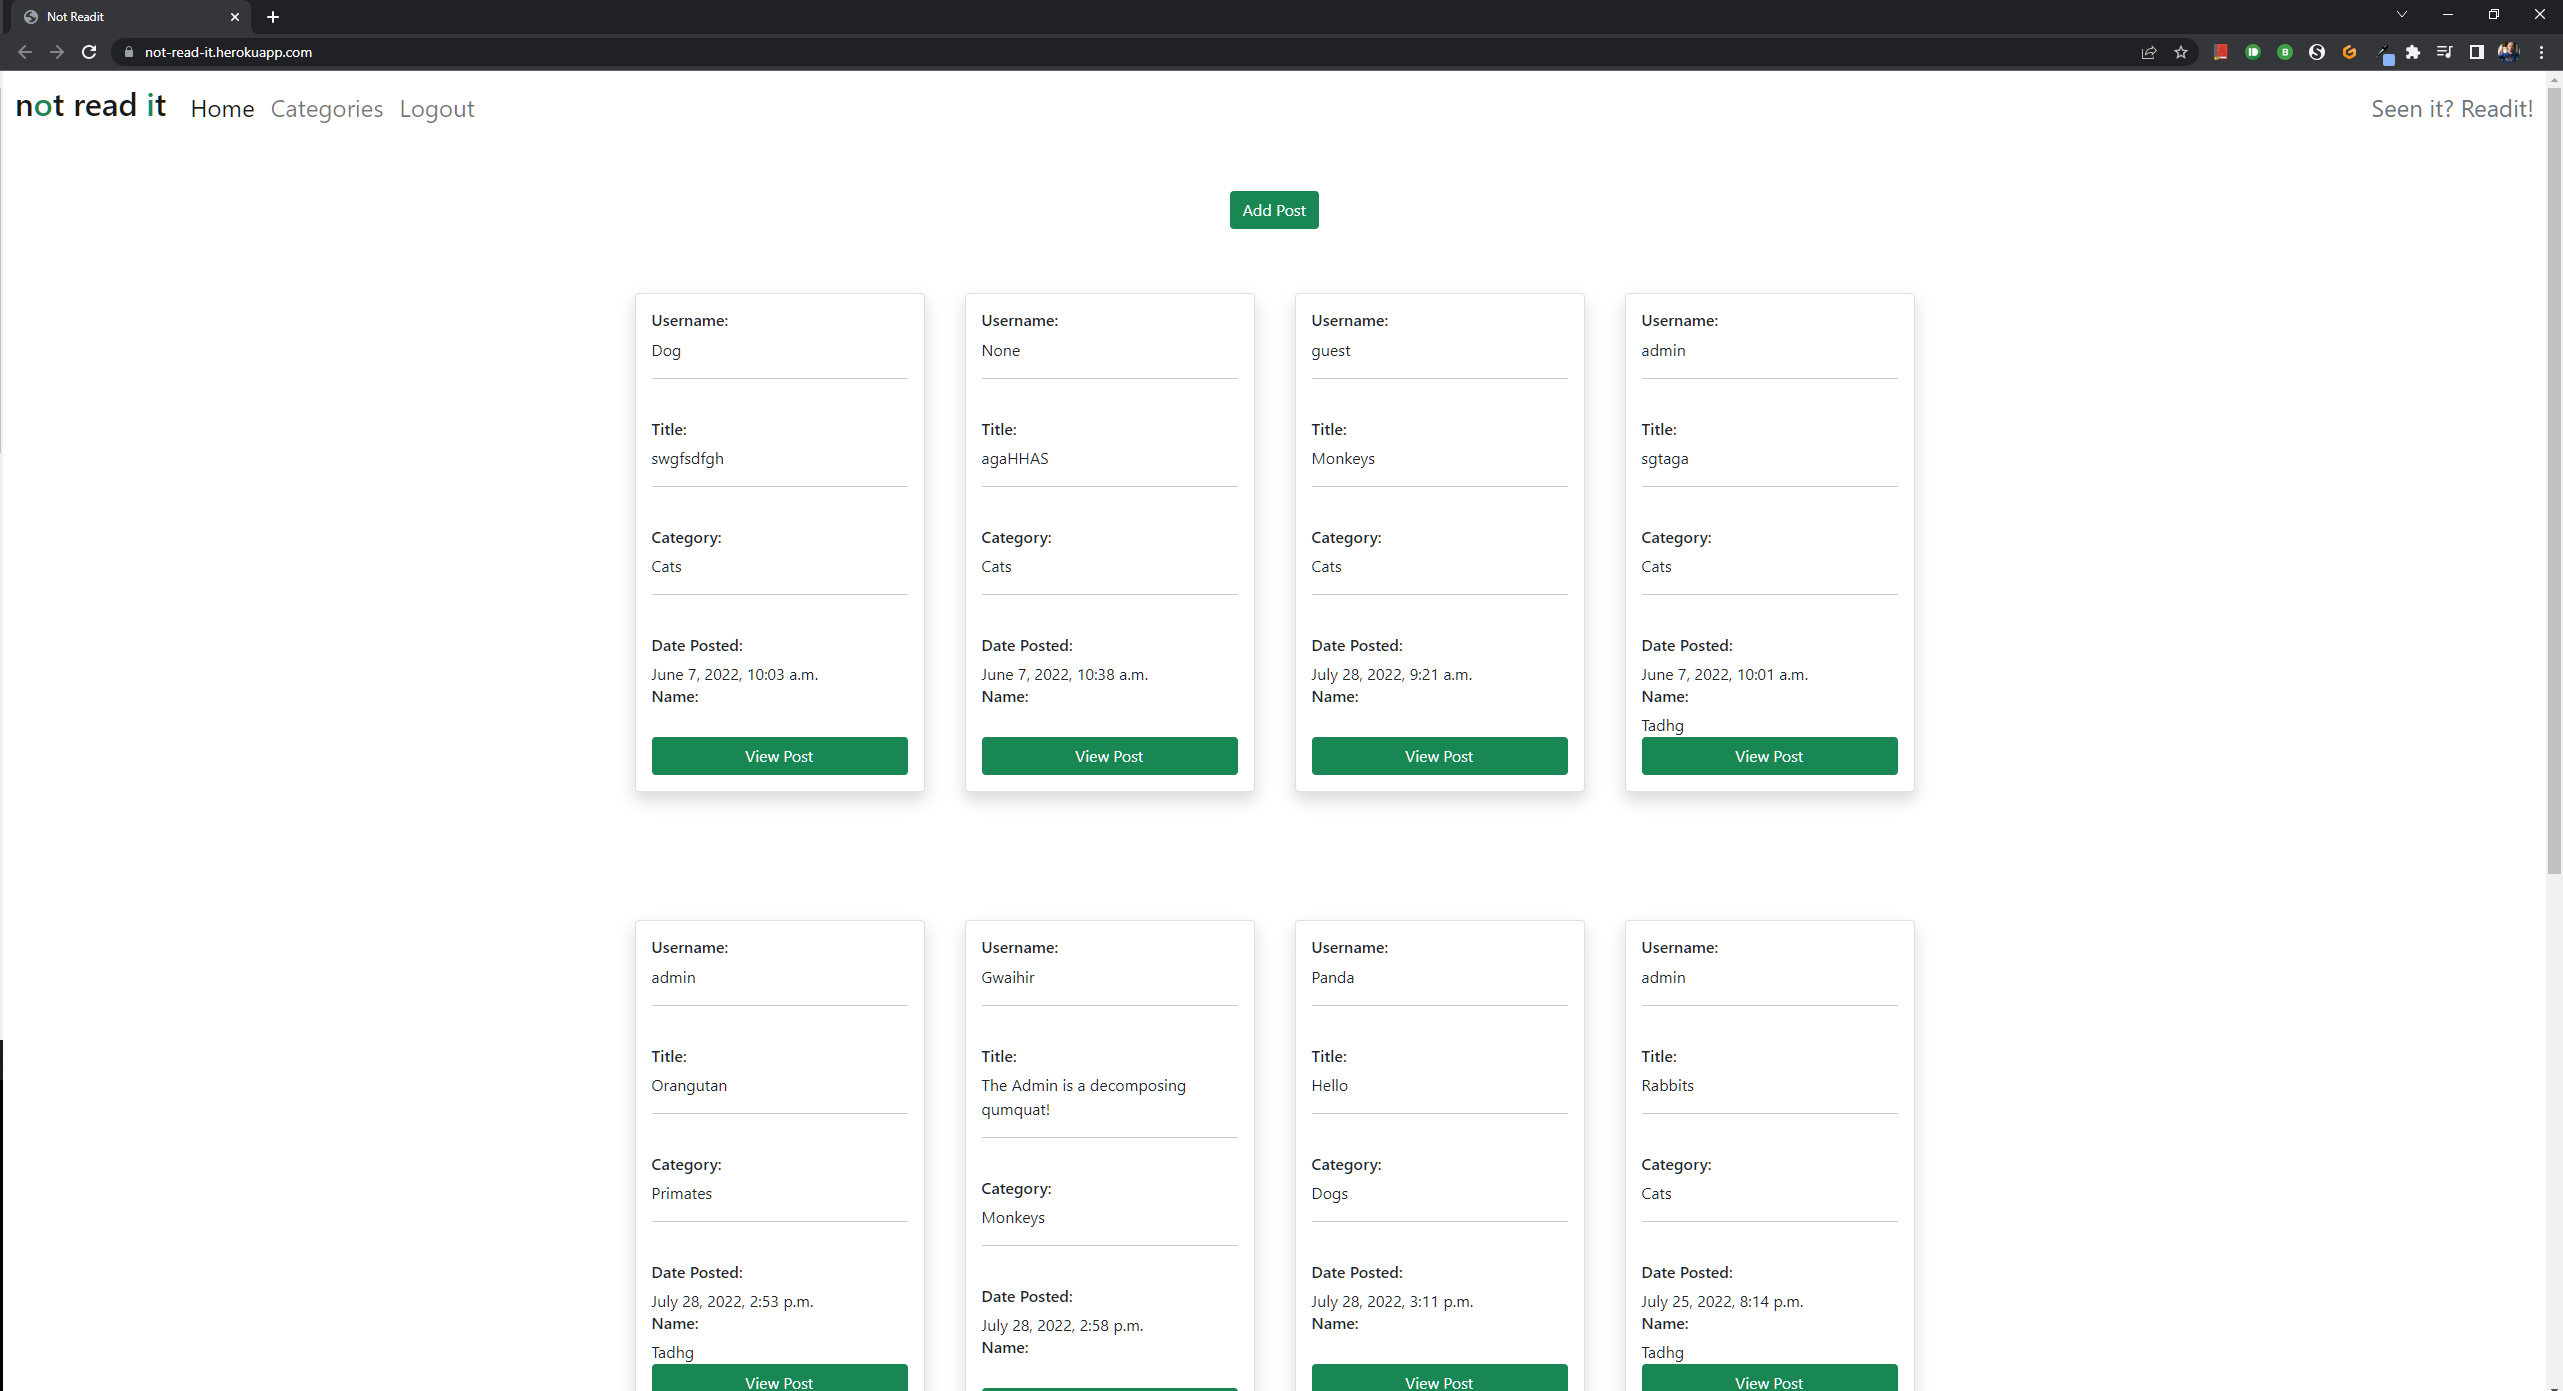 Not Readit
not-read-it.herokuapp.com
not read it Home Categories Logout
Seen it? Readit!
Add Post
Username:
Dog
Title:
swgfsdfgh
Category:
Cats
Date Posted:
June 7, 2022, 10:03 a.m.
Name:
View Post
Username:
None
Title:
agaHHAS
Category:
Cats
Date Posted:
June 7, 2022, 10:38 a.m.
Name:
View Post
Username:
guest
Title:
Monkeys
Category:
Cats
Date Posted:
July 28, 2022, 9:21 a.m.
Name:
View Post
Username:
admin
Title:
sgtaga
Category:
Cats
Date Posted:
June 7, 2022, 10:01 a.m.
Name:
Tadhg
View Post
Username:
admin
Title:
Orangutan
Category:
Primates
Date Posted:
July 28, 2022, 2:53 p.m.
Name:
Tadhg
View Post
Username:
Gwaihir
Title:
The Admin is a decomposing
qumquat!
Category:
Monkeys
Date Posted:
July 28, 2022, 2:58 p.m.
Name:
Username:
Panda
Title:
Hello
Category:
Dogs
Date Posted:
July 28, 2022, 3:11 p.m.
Name:
View Post
Username:
admin
Title:
Rabbits
Category:
Cats
Date Posted:
July 25, 2022, 8:14 p.m.
Name:
Tadhg
View Post